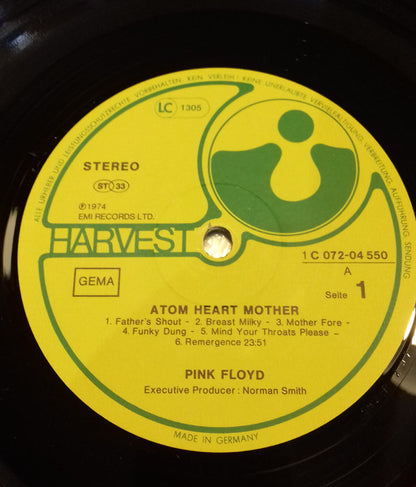 ALLE URHEBER- UND LEISTUNGSSCHUTZRECHTE VORBEHALTEN · KEIN VERLEIH! · KEINE UNERLAUBTE VERVIELFÄLTIGUNG, VERMIETUNG, AUFFÜHRUNG, SENDUNG
LC 1305
STEREO
ST 33
℗ 1974
EMI RECORDS LTD.
HARVEST
1 C 072-04 550
A
Seite 1
GEMA
ATOM HEART MOTHER
1. Father's Shout - 2. Breast Milky - 3. Mother Fore -
4. Funky Dung - 5. Mind Your Throats Please -
6. Remergence 23:51
PINK FLOYD
Executive Producer : Norman Smith
MADE IN GERMANY